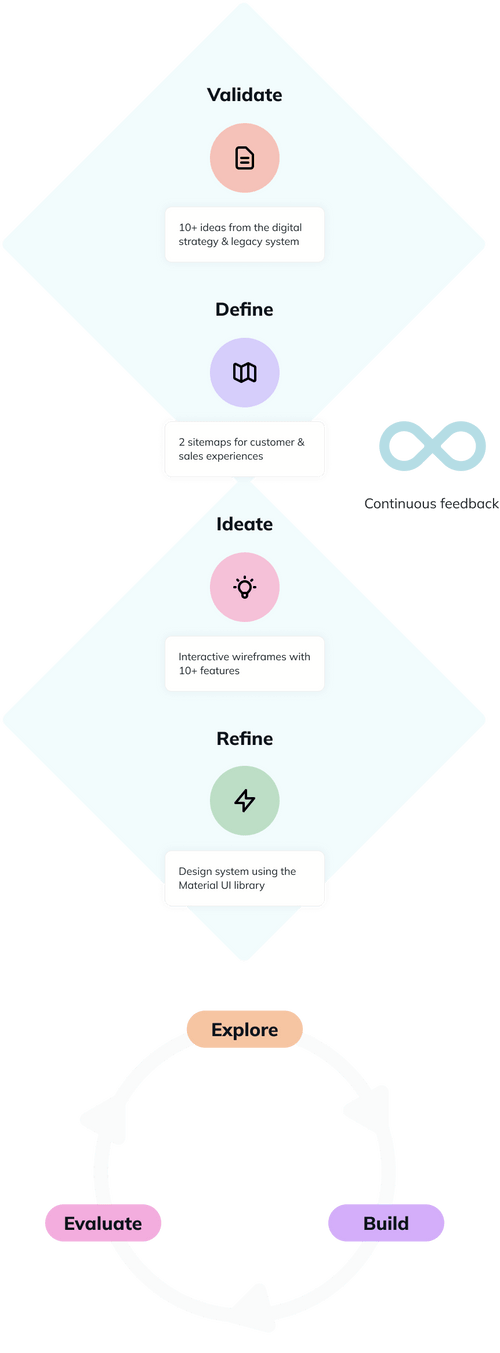 Validate
10+ ideas from the digital
strategy & legacy system
Define
2 sitemaps for customer &
sales experiences
Continuous feedback
Ideate
Interactive wireframes with
10+ features
Refine
Design system using the
Material UI library
Explore
Evaluate
Build